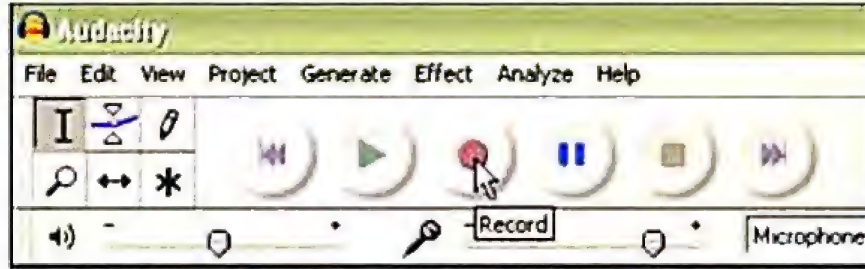 Audacity
File Edit View Project Generate Effect Analyze Help
Record
Microphone